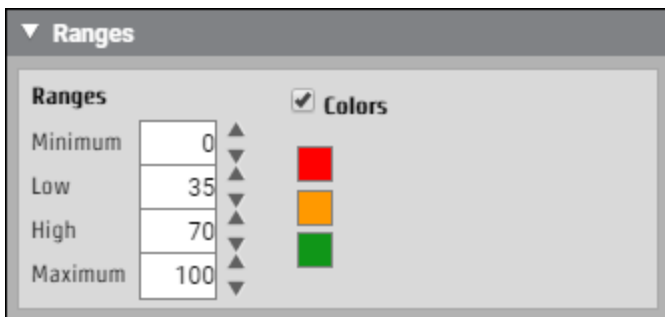 Ranges
Ranges
Colors
Minimum 0
Low 35
High 70
Maximum 100